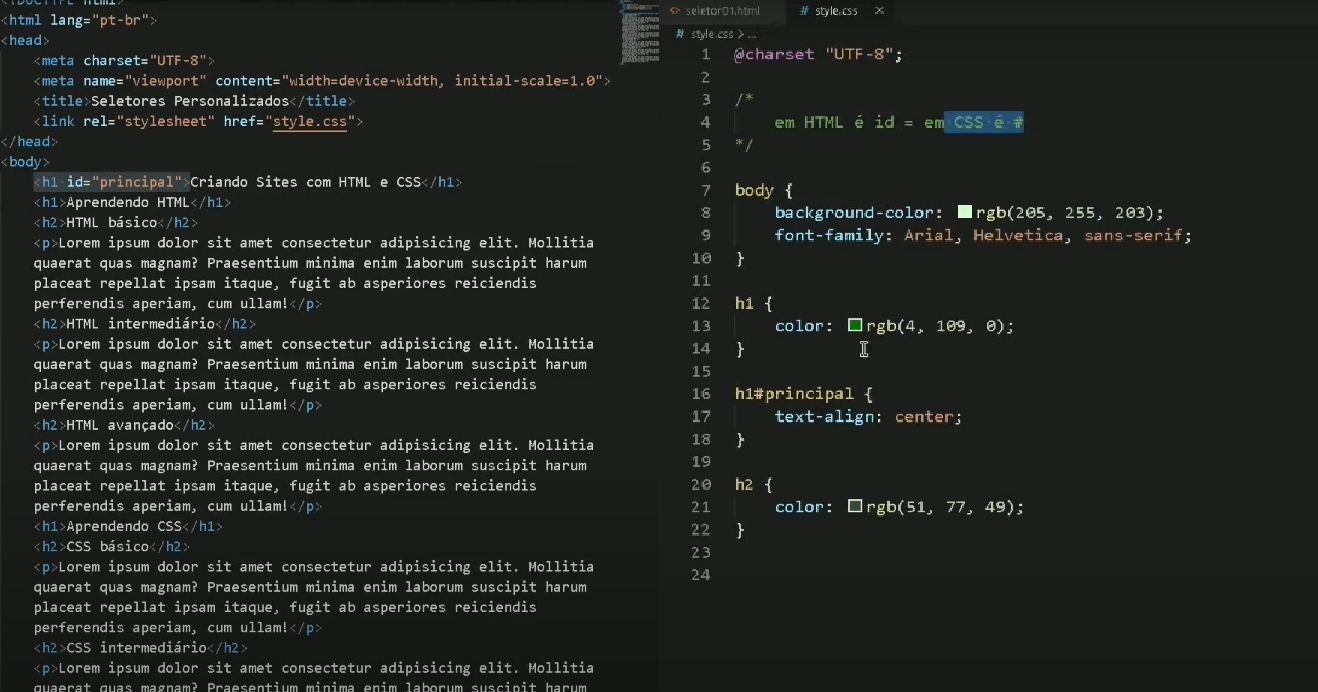 <!DOCTYPE html>
<html lang="pt-br">
<head>
<meta charset="UTF-8">
<meta name="viewport" content="width=device-width, initial-scale=1.0">
<title>Seletores Personalizados</title>
<link rel="stylesheet" href="style.css">
</head>
<body>
<h1 id="principal">Criando Sites com HTML e CSS</h1>
<h1>Aprendendo HTML</h1>
<h2>HTML básico</h2>
<p>Lorem ipsum dolor sit amet consectetur adipisicing elit. Mollitia
quaerat quas magnam? Praesentium minima enim laborum suscipit harum
placeat repellat ipsam itaque, fugit ab asperiores reiciendis
perferendis aperiam, cum ullam!</p>
<h2>HTML intermediário</h2>
<p>Lorem ipsum dolor sit amet consectetur adipisicing elit. Mollitia
quaerat quas magnam? Praesentium minima enim laborum suscipit harum
placeat repellat ipsam itaque, fugit ab asperiores reiciendis
perferendis aperiam, cum ullam!</p>
<h2>HTML avançado</h2>
<p>Lorem ipsum dolor sit amet consectetur adipisicing elit. Mollitia
quaerat quas magnam? Praesentium minima enim laborum suscipit harum
placeat repellat ipsam itaque, fugit ab asperiores reiciendis
perferendis aperiam, cum ullam!</p>
<h1>Aprendendo CSS</h1>
<h2>CSS básico</h2>
<p>Lorem ipsum dolor sit amet consectetur adipisicing elit. Mollitia
quaerat quas magnam? Praesentium minima enim laborum suscipit harum
placeat repellat ipsam itaque, fugit ab asperiores reiciendis
perferendis aperiam, cum ullam!</p>
<h2>CSS intermediário</h2>
<p>Lorem ipsum dolor sit amet consectetur adipisicing elit. Mollitia
quaerat quas magnam? Praesentium minima enim laborum suscipit harum
<> seletor01.html # style.css ×
# style.css > ...
1 @charset "UTF-8";
2
3 /*
4 em HTML é id = em CSS é #
5 */
6
7 body {
8 background-color: rgb(205, 255, 203);
9 font-family: Arial, Helvetica, sans-serif;
10 }
11
12 h1 {
13 color: rgb(4, 109, 0);
14 }
15
16 h1#principal {
17 text-align: center;
18 }
19
20 h2 {
21 color: rgb(51, 77, 49);
22 }
23
24